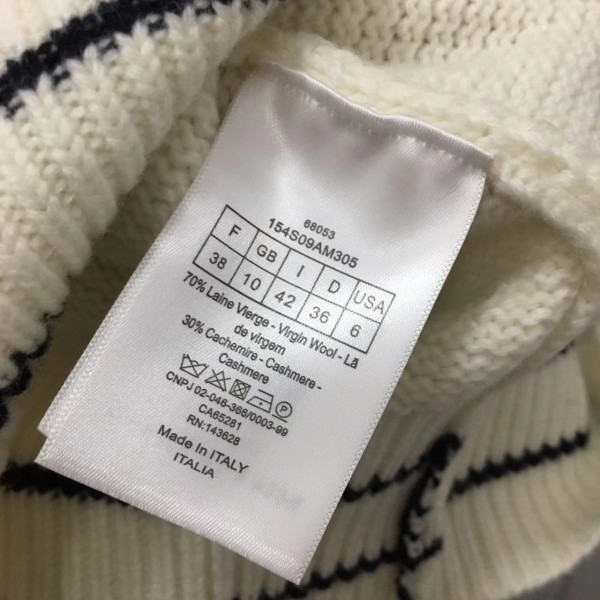 68053
154S09AM305
F GB I D USA
38 10 42 36 6
70% Laine Vierge - Virgin Wool - Lã
de virgem
30% Cachemire - Cashmere -
Cashmere
P
CNPJ 02-046-366/0003-99
CA65281
RN:143628
Made In ITALY
ITALIA